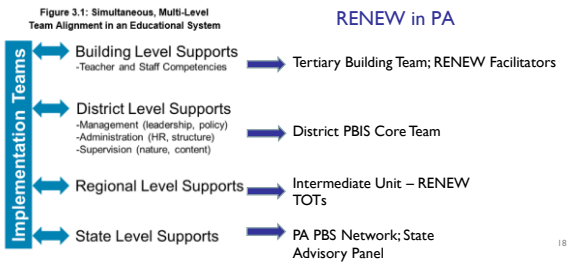 Figure 3.1: Simultaneous, Multi-Level
Team Alignment in an Educational System
RENEW in PA
Implementation Teams
Building Level Supports
-Teacher and Staff Competencies
Tertiary Building Team; RENEW Facilitators
District Level Supports
-Management (leadership, policy)
-Administration (HR, structure)
-Supervision (nature, content)
District PBIS Core Team
Regional Level Supports
Intermediate Unit – RENEW
TOTs
State Level Supports
PA PBS Network; State
Advisory Panel
18